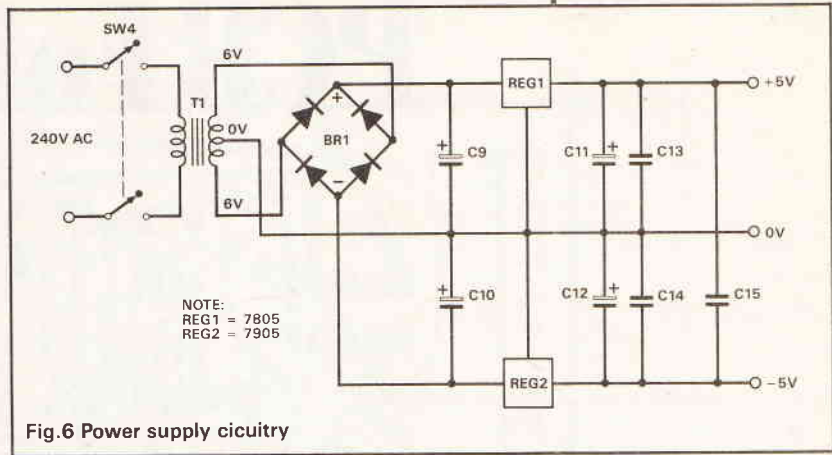 SW4
6V
T1
0V
240V AC
6V
+
−
BR1
REG1
+5V
+
C9
C11
+
C13
0V
+
C10
C12
+
C14
C15
NOTE:
REG1 = 7805
REG2 = 7905
REG2
−5V
Fig.6 Power supply cicuitry